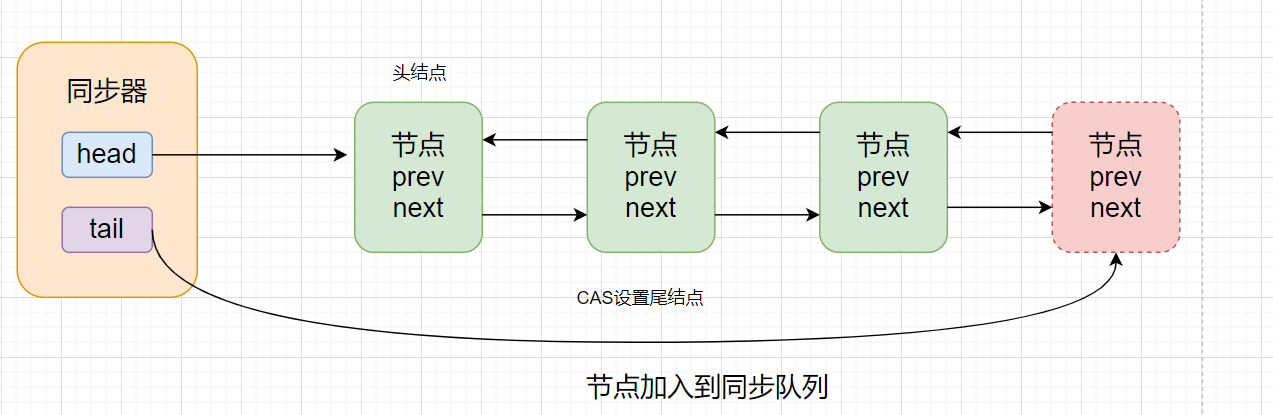 同步器
head
tail
头结点
节点
prev
next
节点
prev
next
节点
prev
next
节点
prev
next
CAS设置尾结点
节点加入到同步队列